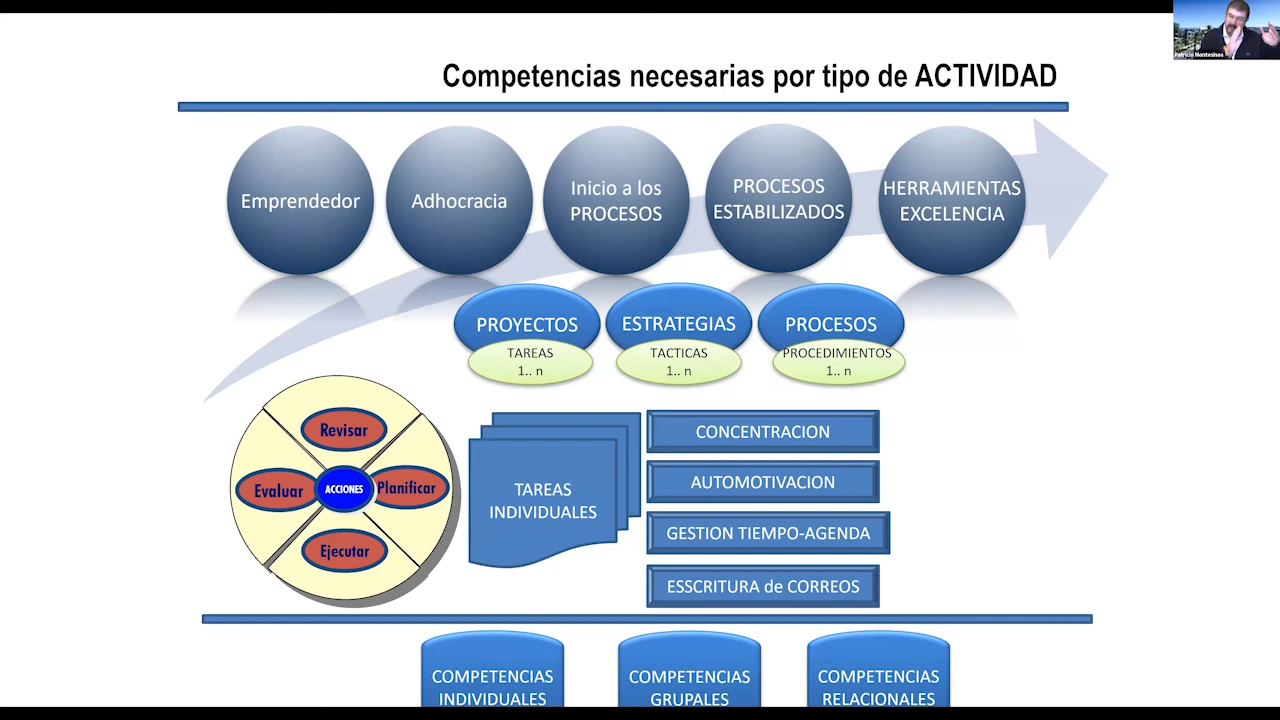 Patricio Montesinos
Competencias necesarias por tipo de ACTIVIDAD
Emprendedor
Adhocracia
Inicio a los
PROCESOS
PROCESOS
ESTABILIZADOS
HERRAMIENTAS
EXCELENCIA
PROYECTOS
TAREAS
1.. n
ESTRATEGIAS
TACTICAS
1.. n
PROCESOS
PROCEDIMIENTOS
1.. n
Revisar
Evaluar
ACCIONES
Planificar
Ejecutar
TAREAS
INDIVIDUALES
CONCENTRACION
AUTOMOTIVACION
GESTION TIEMPO-AGENDA
ESSCRITURA de CORREOS
COMPETENCIAS
INDIVIDUALES
COMPETENCIAS
GRUPALES
COMPETENCIAS
RELACIONALES